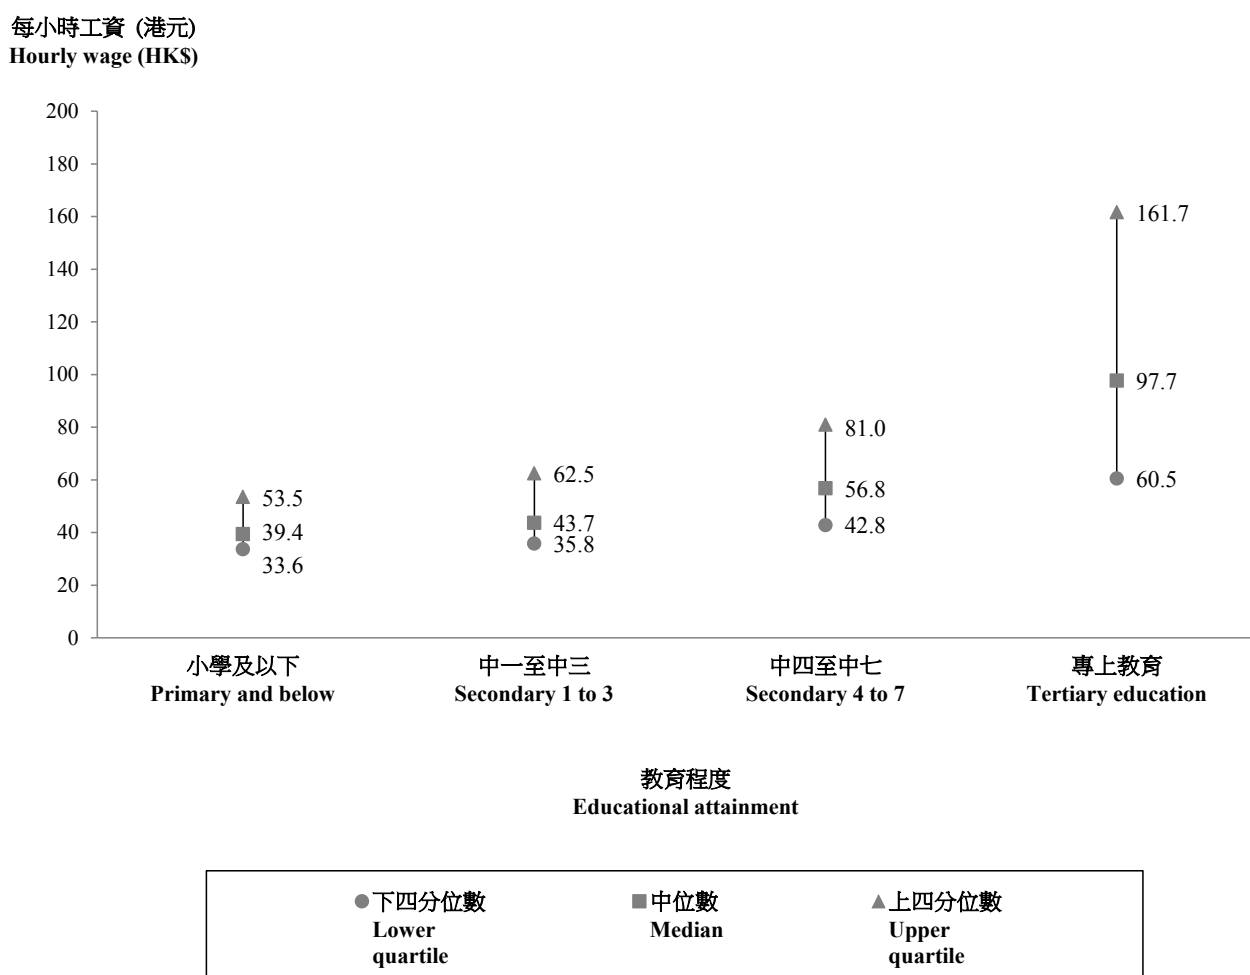 每小時工資 (港元)
Hourly wage (HK$)
200
180
160
140
120
100
80
60
40
20
0
53.5
39.4
33.6
62.5
43.7
35.8
81.0
56.8
42.8
161.7
97.7
60.5
小學及以下
Primary and below
中一至中三
Secondary 1 to 3
中四至中七
Secondary 4 to 7
專上教育
Tertiary education
教育程度
Educational attainment
下四分位數
Lower
quartile
中位數
Median
上四分位數
Upper
quartile